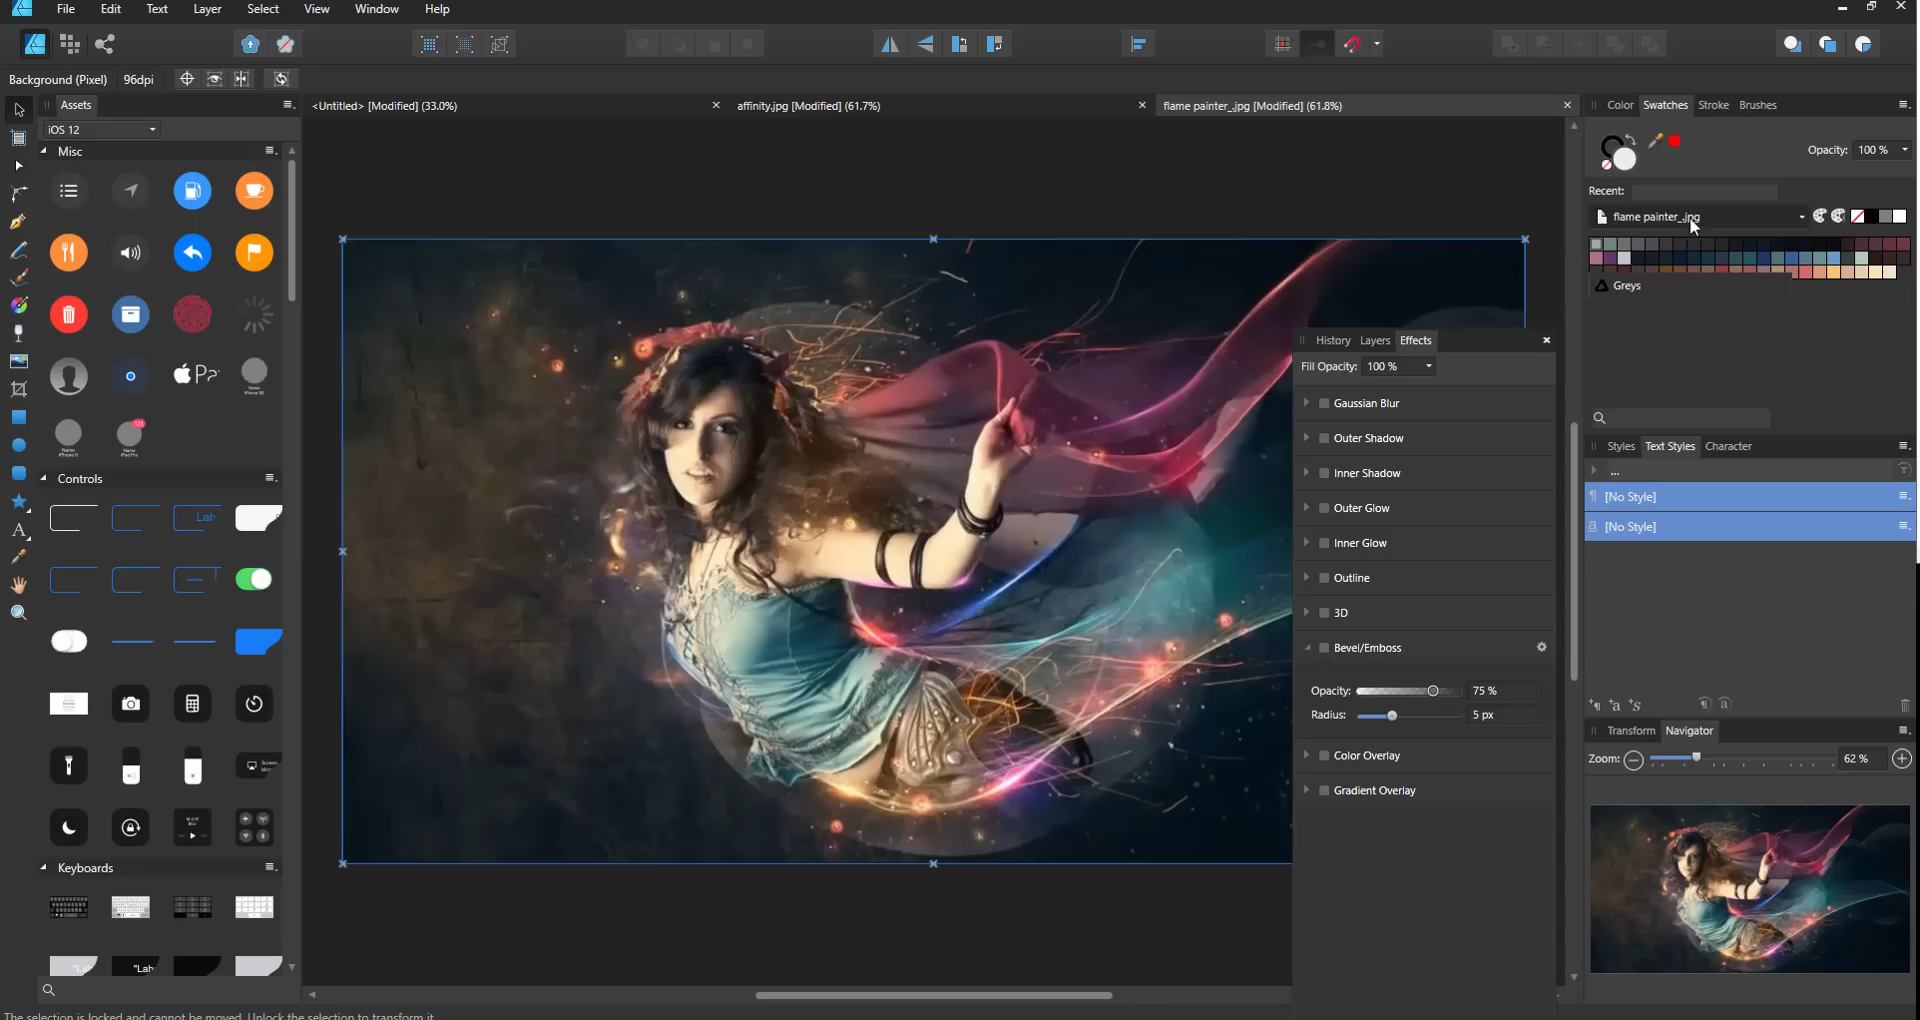 File Edit Text Layer Select View Window Help
Background (Pixel) 96dpi
Assets
<Untitled> [Modified] (33.0%)
affinity.jpg [Modified] (61.7%)
flame painter_.jpg [Modified] (61.8%)
Color Swatches Stroke Brushes
iOS 12
Misc
Opacity: 100 %
Recent:
flame painter_.jpg
Greys
History Layers Effects
Fill Opacity: 100 %
Gaussian Blur
Outer Shadow
Inner Shadow
Outer Glow
Inner Glow
Outline
3D
Bevel/Emboss
Opacity: 75 %
Radius: 5 px
Color Overlay
Gradient Overlay
Styles Text Styles Character
...
[No Style]
[No Style]
Controls
Transform Navigator
Zoom: 62 %
Keyboards
"Lab
The selection is locked and cannot be moved. Unlock the selection to transform it.